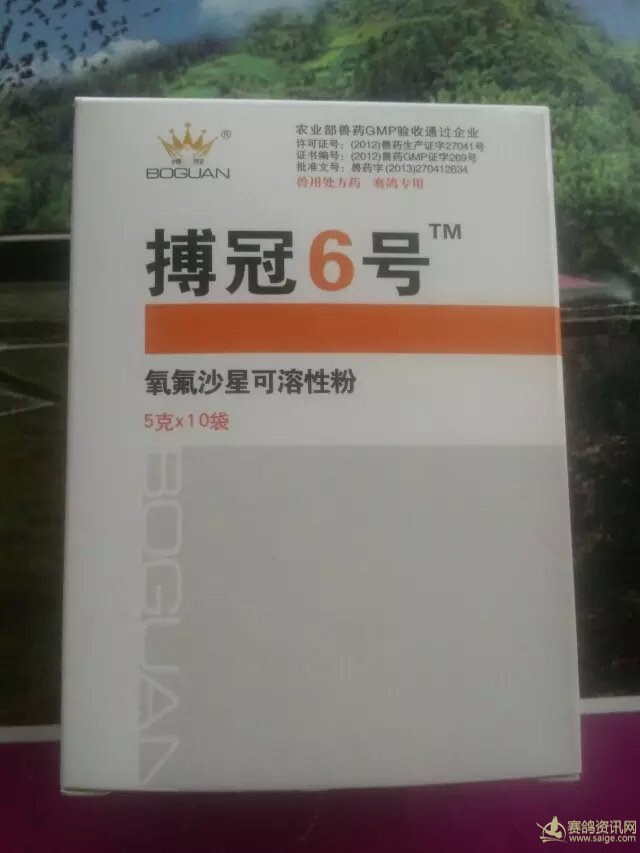 农业部兽药GMP验收通过企业
许可证号：(2012)兽药生产证字27041号
证书编号：(2012)兽药GMP证字269号
批准文号：兽药字(2013)270412634
兽用处方药 赛鸽专用
博冠
®
BOGUAN
搏冠6号™
氧氟沙星可溶性粉
5克x10袋
BOGUAN
赛鸽资讯网
www.saige.com